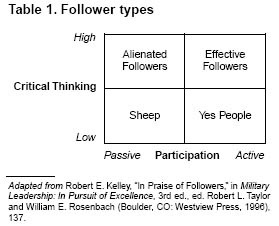 Table 1. Follower types
High
Alienated Followers
Effective Followers
Critical Thinking
Sheep
Yes People
Low
Passive Participation Active
Adapted from Robert E. Kelley, "In Praise of Followers," in Military
Leadership: In Pursuit of Excellence, 3rd ed., ed. Robert L. Taylor
and William E. Rosenbach (Boulder, CO: Westview Press, 1996),
137.